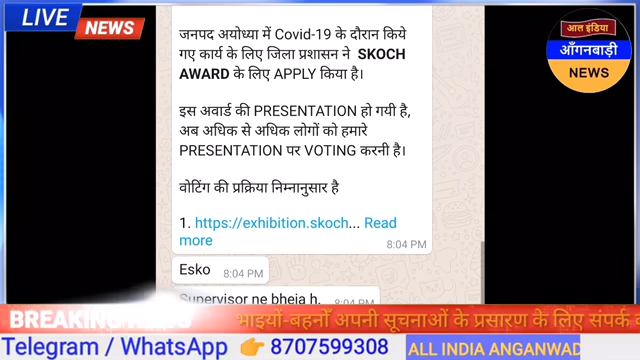 LIVE
NEWS
आल इंडिया
आँगनबाड़ी
NEWS
जनपद अयोध्या में Covid-19 के दौरान किये
गए कार्य के लिए जिला प्रशासन ने SKOCH
AWARD के लिए APPLY किया है।
इस अवार्ड की PRESENTATION हो गयी है,
अब अधिक से अधिक लोगों को हमारे
PRESENTATION पर VOTING करनी है।
वोटिंग की प्रक्रिया निम्नानुसार है
1. https://exhibition.skoch... Read
more
8:04 PM
Esko 8:04 PM
Supervisor ne bheja h. 8:04 PM
BREAKING भाइयों-बहनों अपनी सूचनाओं के प्रसारण के लिए संपर्क
Telegram / WhatsApp 👉 8707599308 ALL INDIA ANGANWAD